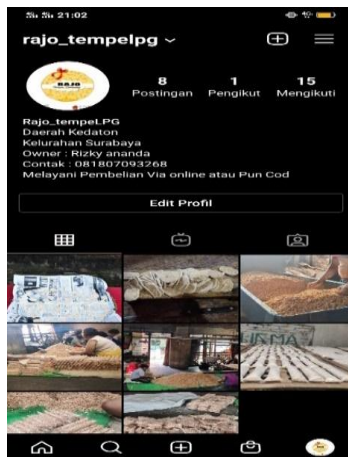 21:02
rajo_tempelpg
8 1 15
Postingan Pengikut Mengikuti
RAJO
Rajo_tempeLPG
Daerah Kedaton
Kelurahan Surabaya
Owner : Rizky ananda
Contak : 081807093268
Melayani Pembelian Via online atau Pun Cod
Edit Profil